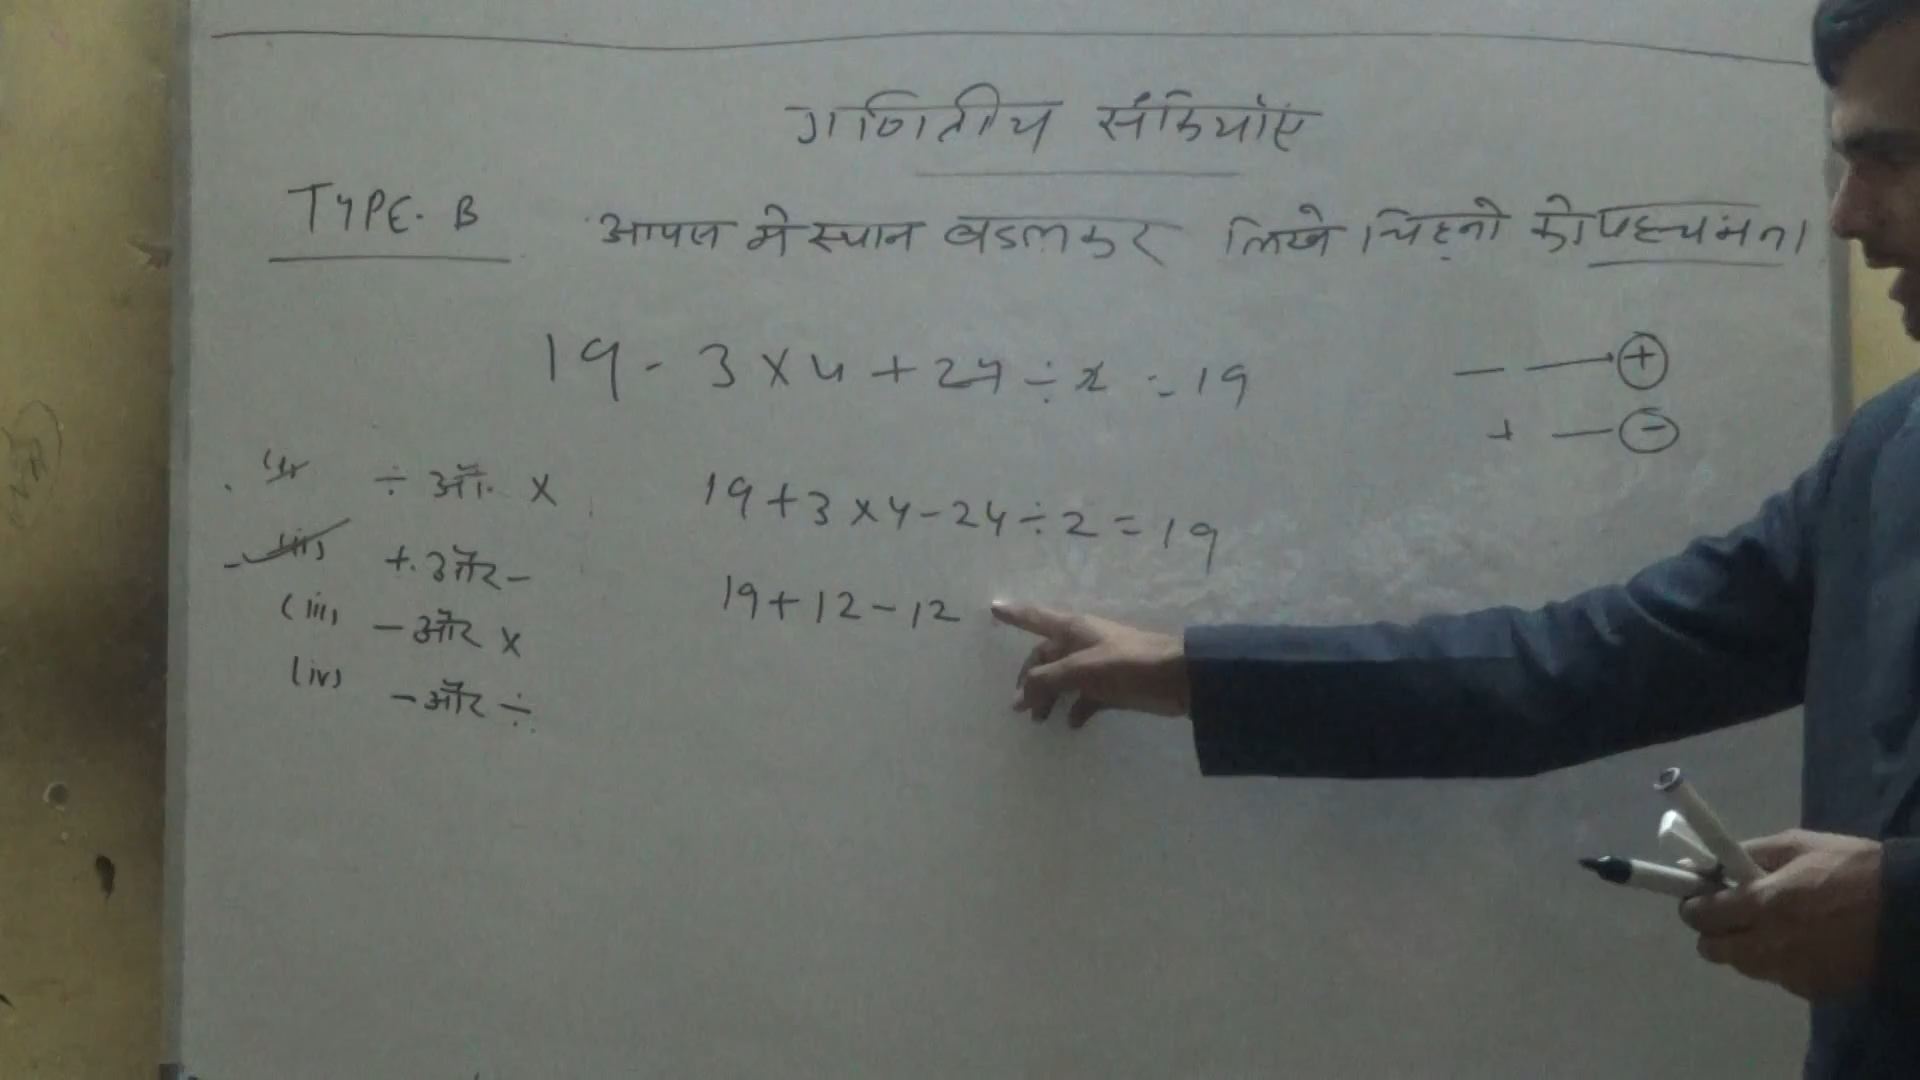 गणितीय संक्रियाएं
TYPE. B आपस मे स्थान बदलकर लिखे चिह्नो को पहचानना
19 - 3 × 4 + 24 ÷ 2 = 19
- → +
+ — -
÷ और ×
(ii) + और -
(iii) - और ×
(iv) - और ÷
19 + 3 × 4 - 24 ÷ 2 = 19
19 + 12 - 12